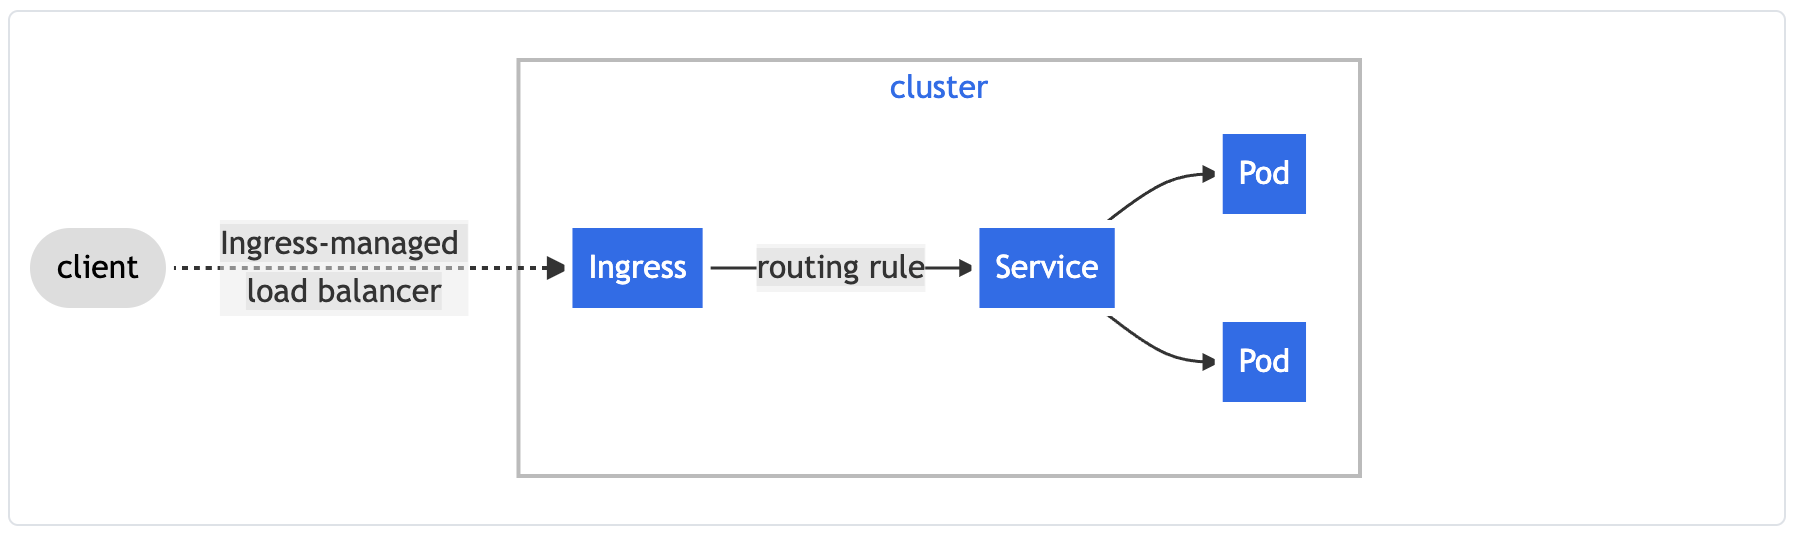 cluster
client
Ingress-managed
load balancer
Ingress
routing rule
Service
Pod
Pod